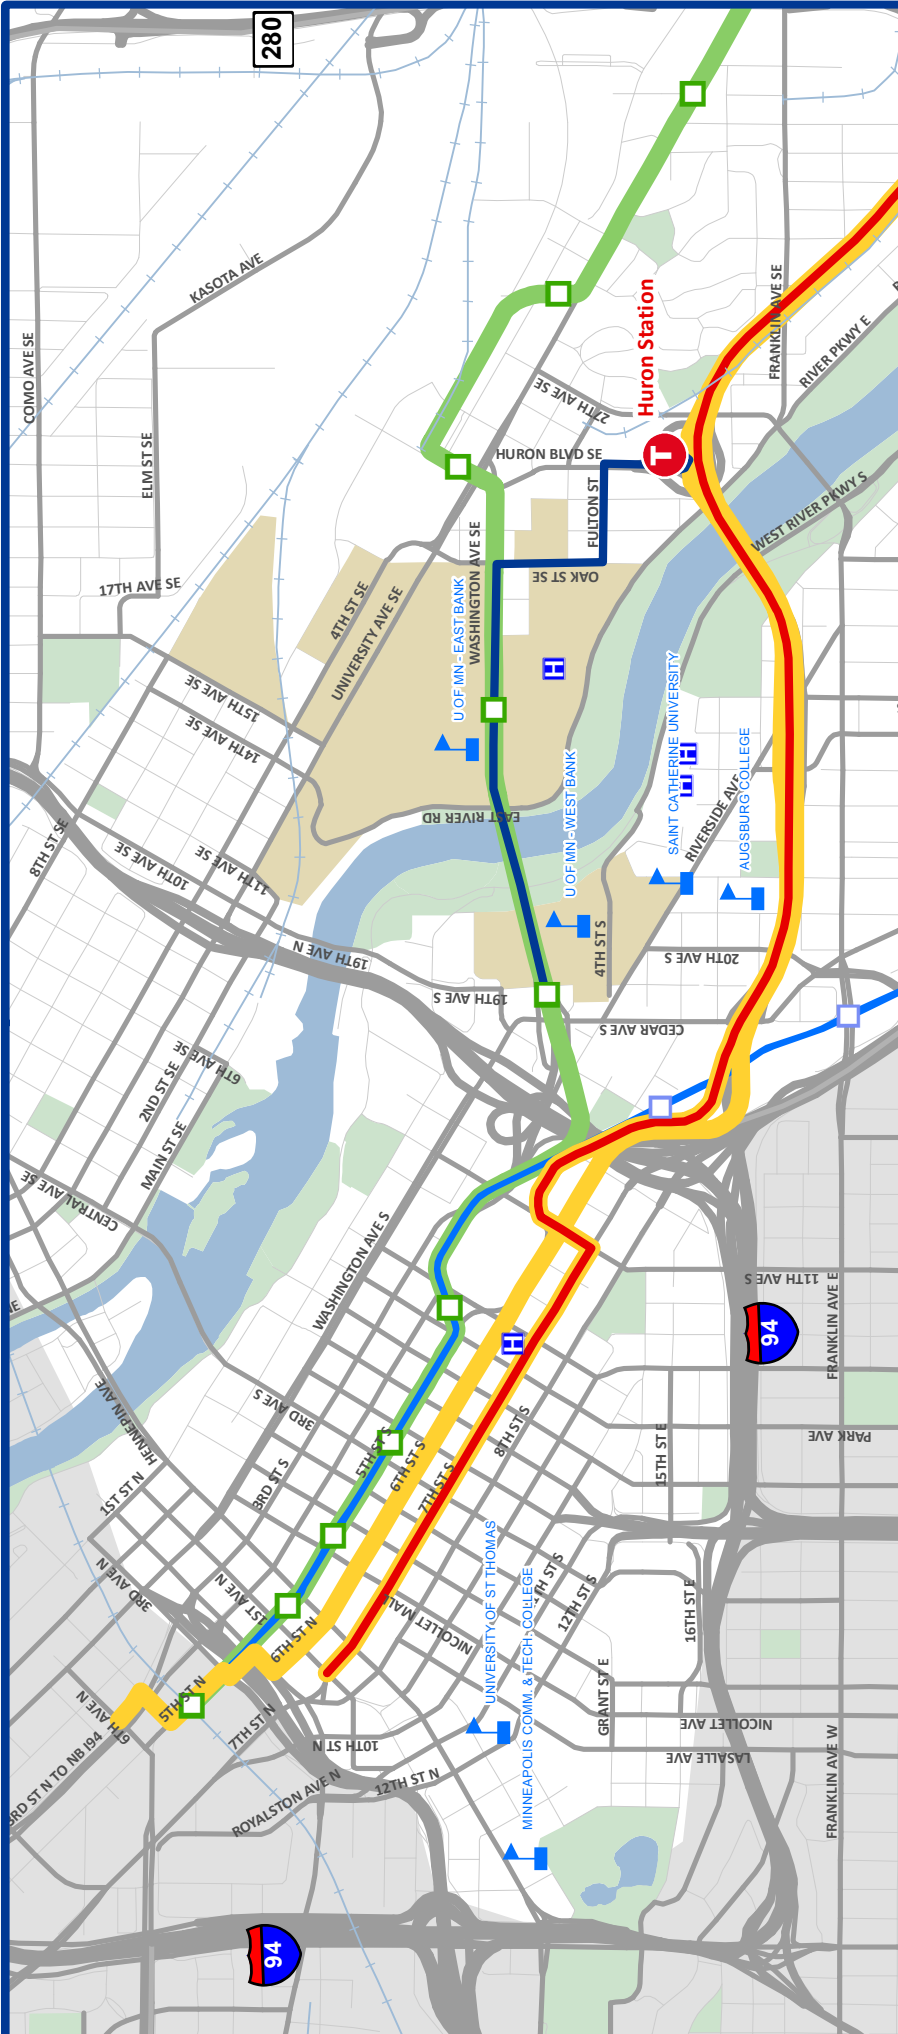 280
KASOTA AVE
COMO AVE SE
ELM ST SE
17TH AVE SE
FRANKLIN AVE SE
RIVER PKWY E
Huron Station
T
27TH AVE SE
HURON BLVD SE
FULTON ST
OAK ST SE
WEST RIVER PKWY S
WASHINGTON AVE SE
U OF MN - EAST BANK
4TH ST SE
UNIVERSITY AVE SE
15TH AVE SE
14TH AVE SE
H
EAST RIVER RD
U OF MN - WEST BANK
SAINT CATHERINE UNIVERSITY
H
H
RIVERSIDE AVE
AUGSBURG COLLEGE
8TH ST SE
10TH AVE SE
11TH AVE SE
19TH AVE N
19TH AVE S
4TH ST S
20TH AVE S
CEDAR AVE S
6TH AVE SE
2ND ST SE
MAIN ST SE
CENTRAL AVE SE
NE
WASHINGTON AVE S
11TH AVE S
94
FRANKLIN AVE E
H
HENNEPIN AVE
3RD AVE S
1ST ST N
3RD ST S
5TH ST S
6TH ST S
7TH ST S
8TH ST S
15TH ST E
PARK AVE
3RD AVE N
1ST AVE N
6TH ST N
NICOLLET MALL
UNIVERSITY OF ST THOMAS
MINNEAPOLIS COMM. & TECH. COLLEGE
11TH ST S
12TH ST S
16TH ST E
6TH AVE N
5TH ST N
3RD ST N TO NB I94
7TH ST N
10TH ST N
GRANT ST E
NICOLLET AVE
LASALLE AVE
ROYALSTON AVE N
12TH ST N
FRANKLIN AVE W
94